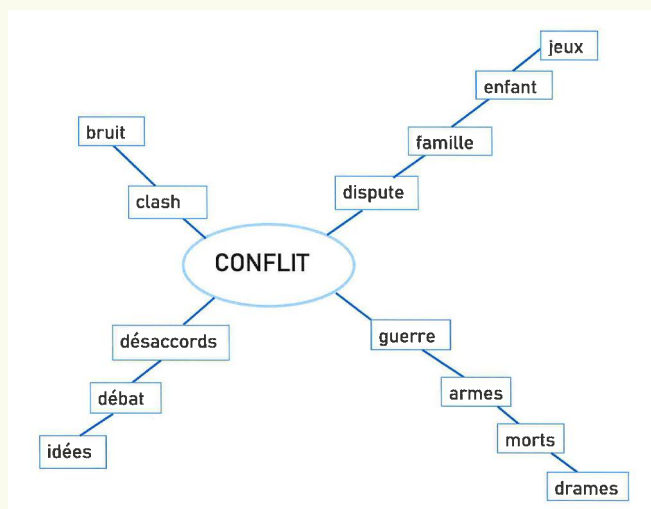 jeux
enfant
bruit
famille
dispute
clash
CONFLIT
guerre
désaccords
armes
débat
morts
idées
drames